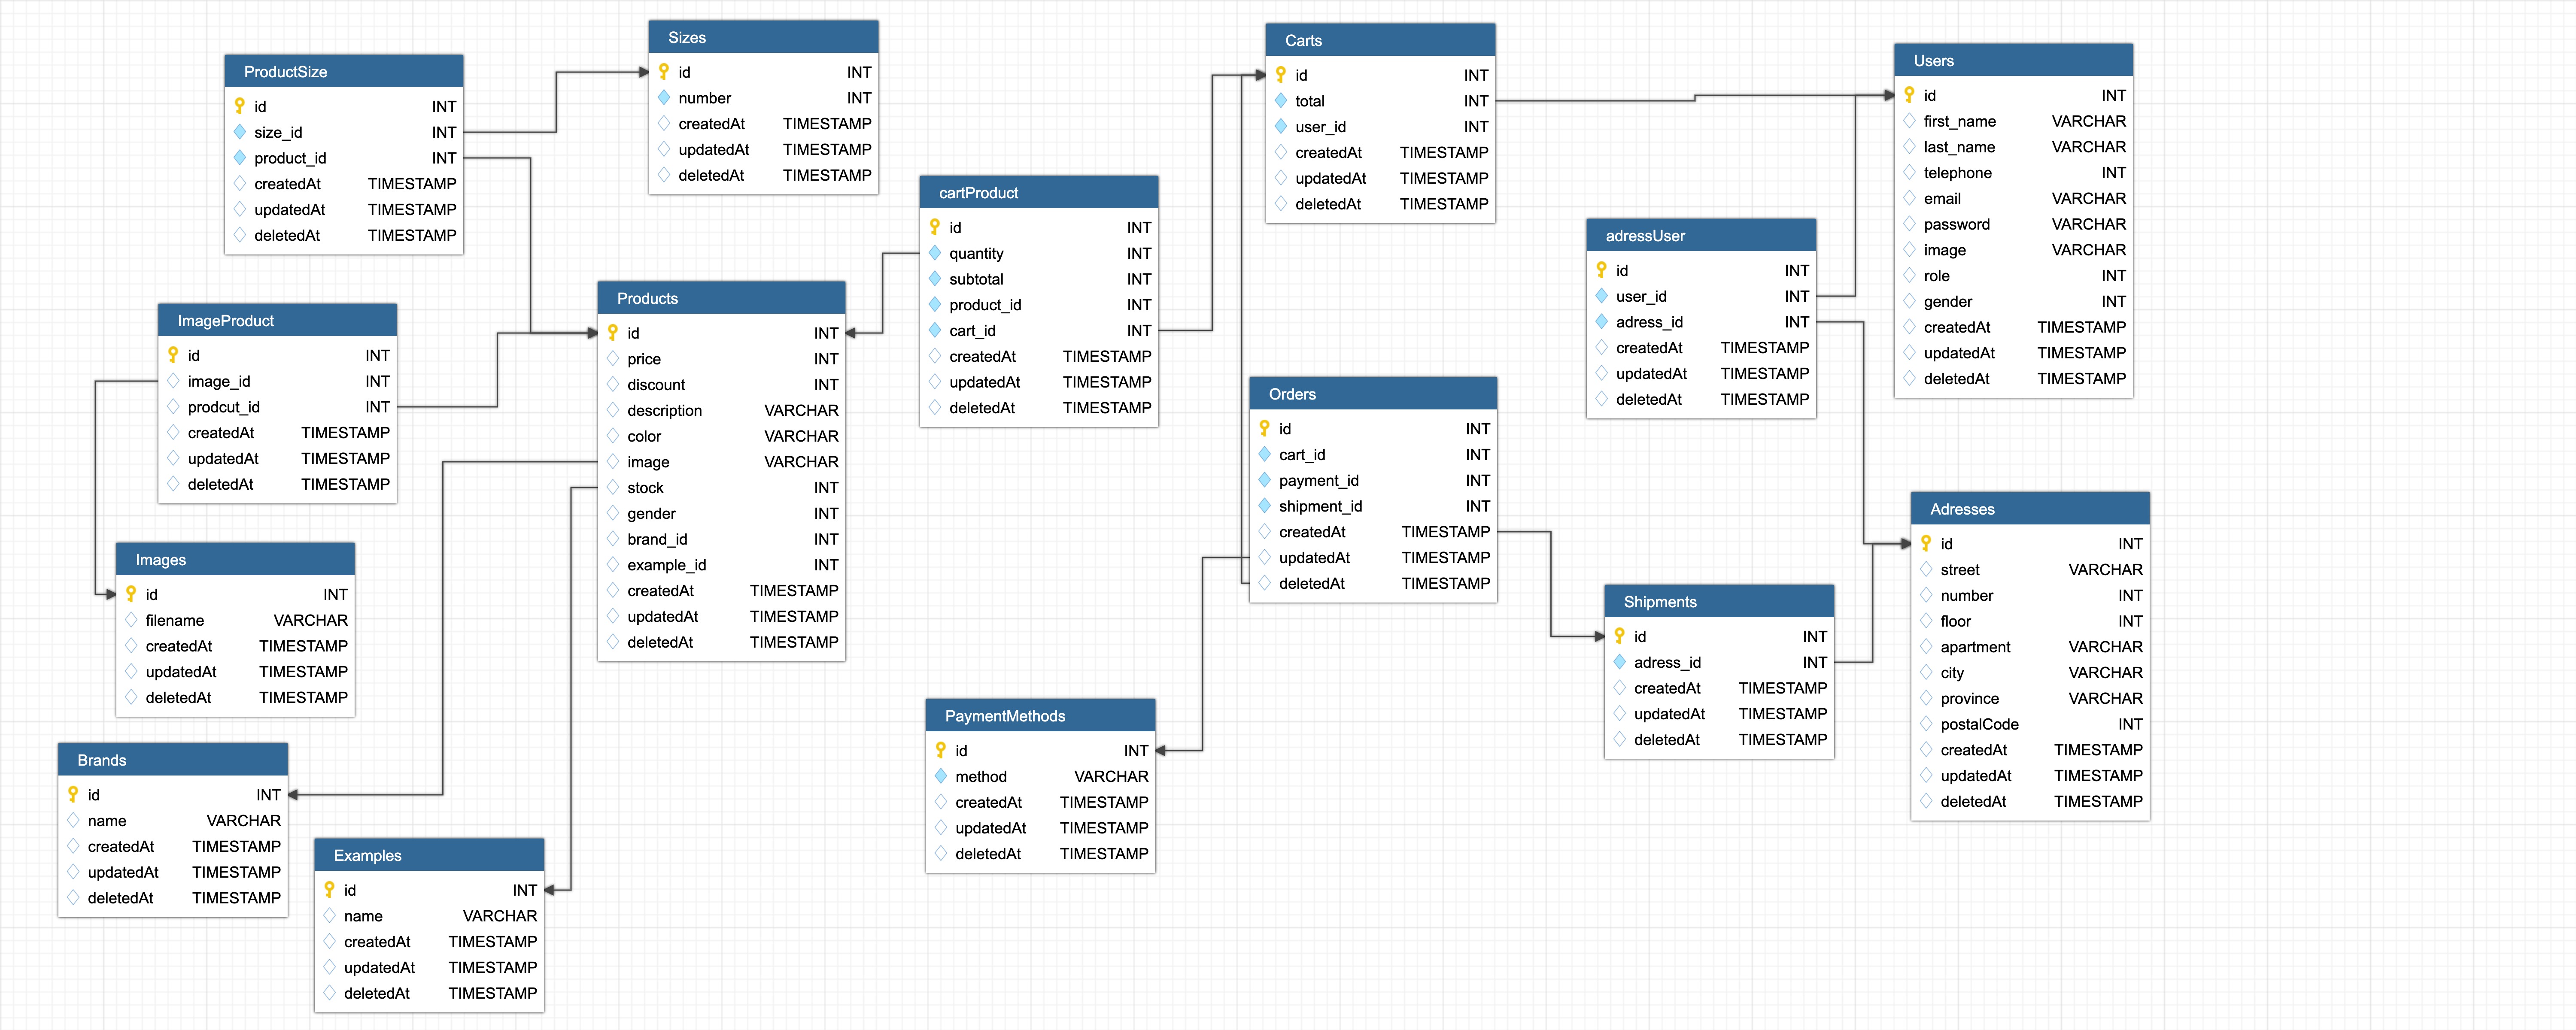 ProductSize
id INT
size_id INT
product_id INT
createdAt TIMESTAMP
updatedAt TIMESTAMP
deletedAt TIMESTAMP
Sizes
id INT
number INT
createdAt TIMESTAMP
updatedAt TIMESTAMP
deletedAt TIMESTAMP
cartProduct
id INT
quantity INT
subtotal INT
product_id INT
cart_id INT
createdAt TIMESTAMP
updatedAt TIMESTAMP
deletedAt TIMESTAMP
Carts
id INT
total INT
user_id INT
createdAt TIMESTAMP
updatedAt TIMESTAMP
deletedAt TIMESTAMP
Users
id INT
first_name VARCHAR
last_name VARCHAR
telephone INT
email VARCHAR
password VARCHAR
image VARCHAR
role INT
gender INT
createdAt TIMESTAMP
updatedAt TIMESTAMP
deletedAt TIMESTAMP
adressUser
id INT
user_id INT
adress_id INT
createdAt TIMESTAMP
updatedAt TIMESTAMP
deletedAt TIMESTAMP
ImageProduct
id INT
image_id INT
prodcut_id INT
createdAt TIMESTAMP
updatedAt TIMESTAMP
deletedAt TIMESTAMP
Products
id INT
price INT
discount INT
description VARCHAR
color VARCHAR
image VARCHAR
stock INT
gender INT
brand_id INT
example_id INT
createdAt TIMESTAMP
updatedAt TIMESTAMP
deletedAt TIMESTAMP
Orders
id INT
cart_id INT
payment_id INT
shipment_id INT
createdAt TIMESTAMP
updatedAt TIMESTAMP
deletedAt TIMESTAMP
Images
id INT
filename VARCHAR
createdAt TIMESTAMP
updatedAt TIMESTAMP
deletedAt TIMESTAMP
Shipments
id INT
adress_id INT
createdAt TIMESTAMP
updatedAt TIMESTAMP
deletedAt TIMESTAMP
Adresses
id INT
street VARCHAR
number INT
floor INT
apartment VARCHAR
city VARCHAR
province VARCHAR
postalCode INT
createdAt TIMESTAMP
updatedAt TIMESTAMP
deletedAt TIMESTAMP
Brands
id INT
name VARCHAR
createdAt TIMESTAMP
updatedAt TIMESTAMP
deletedAt TIMESTAMP
PaymentMethods
id INT
method VARCHAR
createdAt TIMESTAMP
updatedAt TIMESTAMP
deletedAt TIMESTAMP
Examples
id INT
name VARCHAR
createdAt TIMESTAMP
updatedAt TIMESTAMP
deletedAt TIMESTAMP